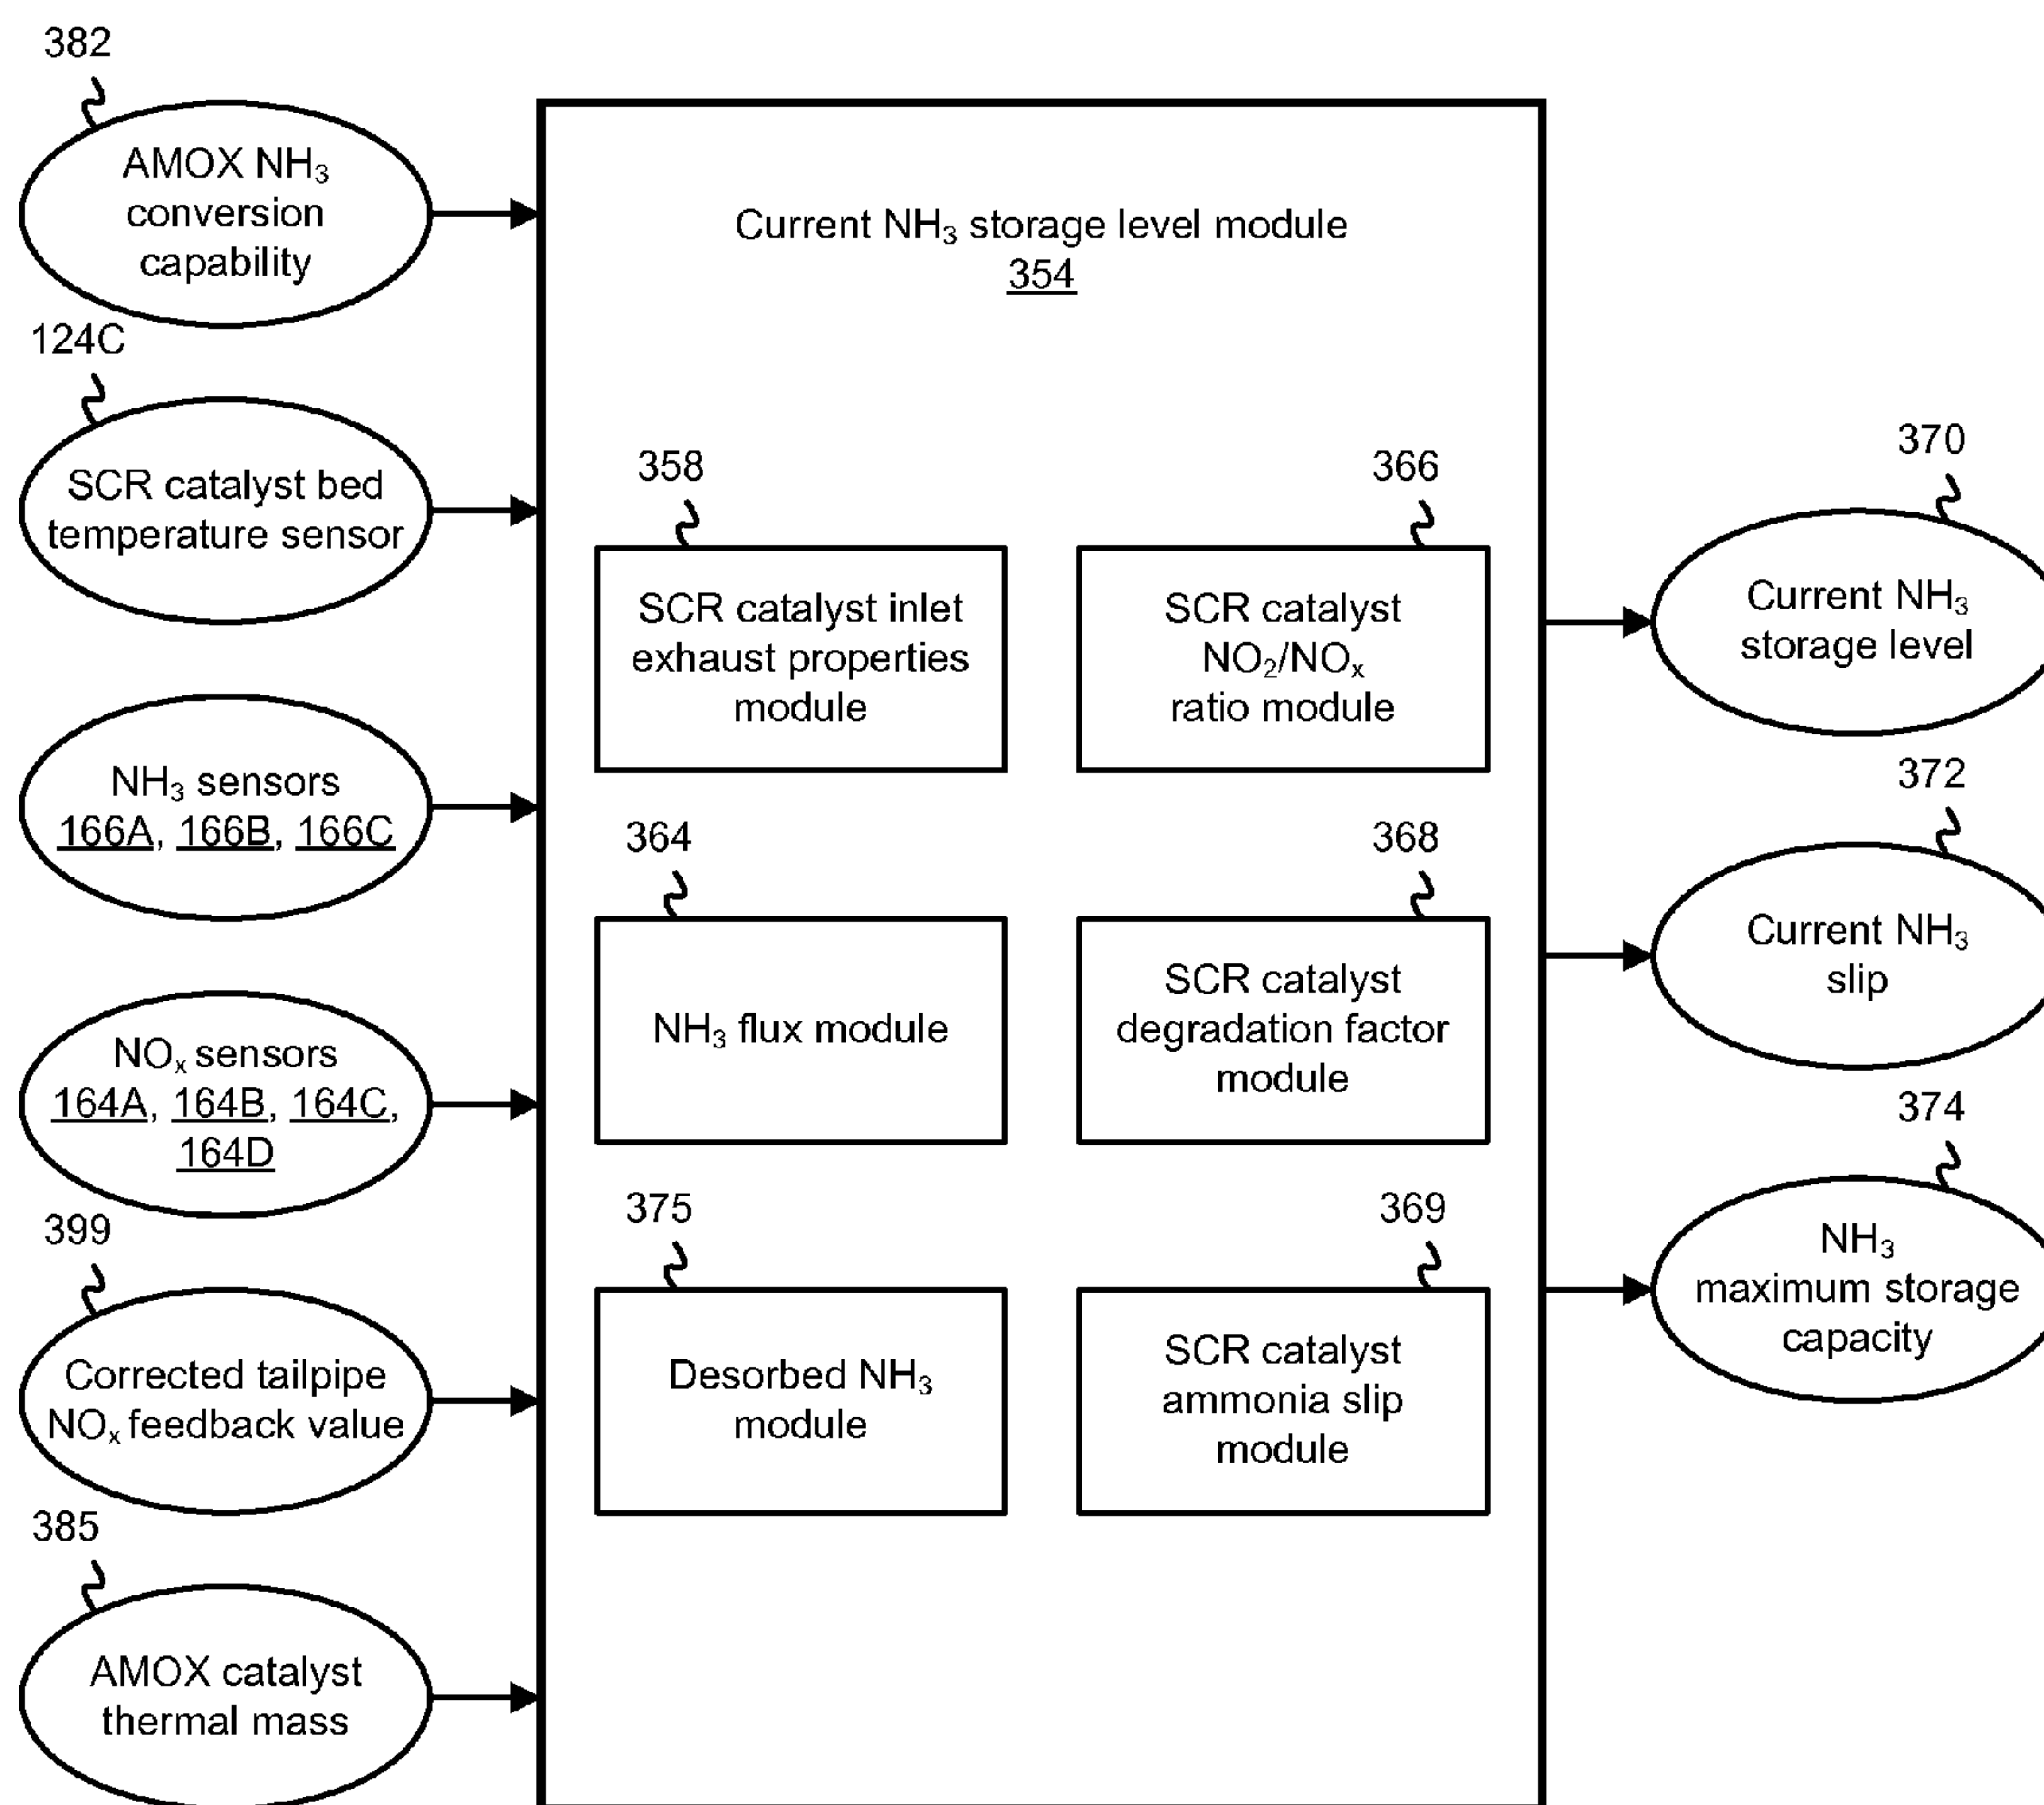 382
AMOX NH₃
conversion
capability
124C
SCR catalyst bed
temperature sensor
NH₃ sensors
166A, 166B, 166C
NOₓ sensors
164A, 164B, 164C,
164D
399
Corrected tailpipe
NOₓ feedback value
385
AMOX catalyst
thermal mass
Current NH₃ storage level module
354
358
SCR catalyst inlet
exhaust properties
module
366
SCR catalyst
NO₂/NOₓ
ratio module
364
NH₃ flux module
368
SCR catalyst
degradation factor
module
375
Desorbed NH₃
module
369
SCR catalyst
ammonia slip
module
370
Current NH₃
storage level
372
Current NH₃
slip
374
NH₃
maximum storage
capacity